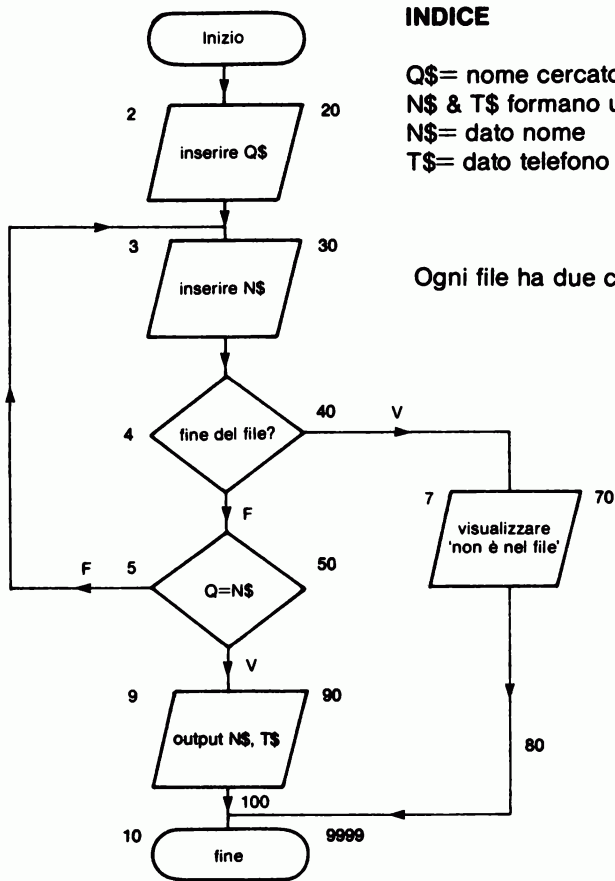 Inizio
INDICE
Q$= nome cercato
N$ & T$ formano
N$= dato nome
T$= dato telefono
2
20
inserire Q$
3
30
inserire N$
Ogni file ha due
4
fine del file?
40
V
F
7
70
visualizzare
'non è nel file'
F
5
50
Q=N$
V
9
90
output N$, T$
80
100
10
9999
fine